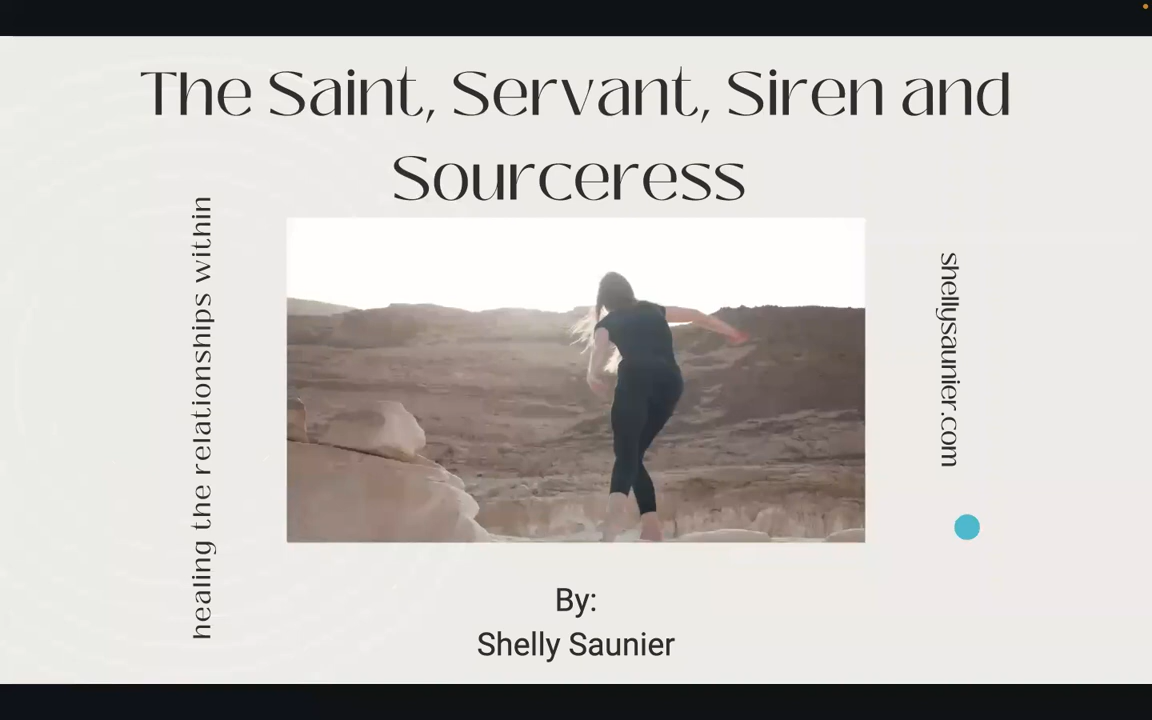 The Saint, Servant, Siren and
Sourceress
healing the relationships within
shellysaunier.com
By:
Shelly Saunier